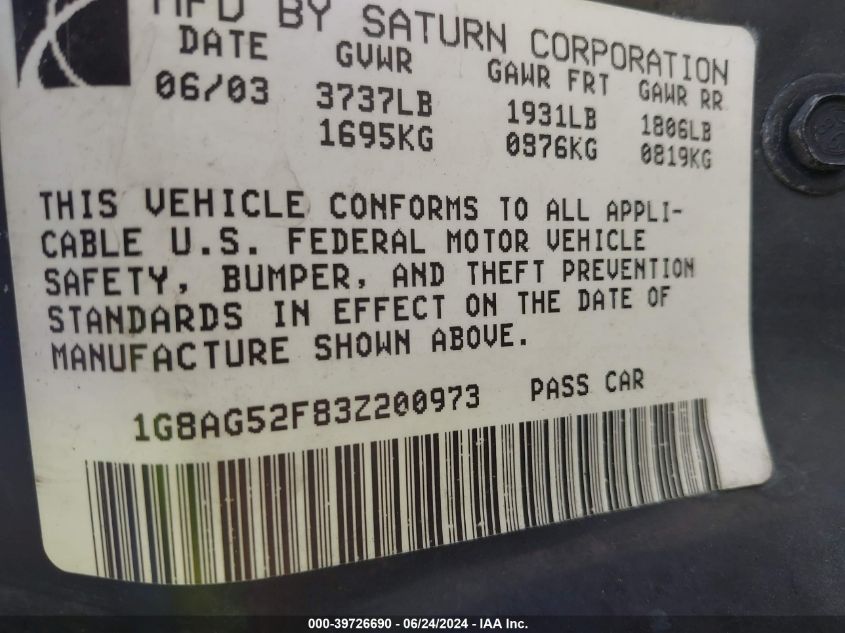 MFD BY SATURN CORPORATION
DATE GVWR GAWR FRT GAWR RR
06/03 3737LB 1931LB 1806LB
1695KG 0876KG 0819KG
THIS VEHICLE CONFORMS TO ALL APPLI-
CABLE U.S. FEDERAL MOTOR VEHICLE
SAFETY, BUMPER, AND THEFT PREVENTION
STANDARDS IN EFFECT ON THE DATE OF
MANUFACTURE SHOWN ABOVE.
1G8AG52F83Z200973 PASS CAR
000-39726690 - 06/24/2024 - IAA Inc.